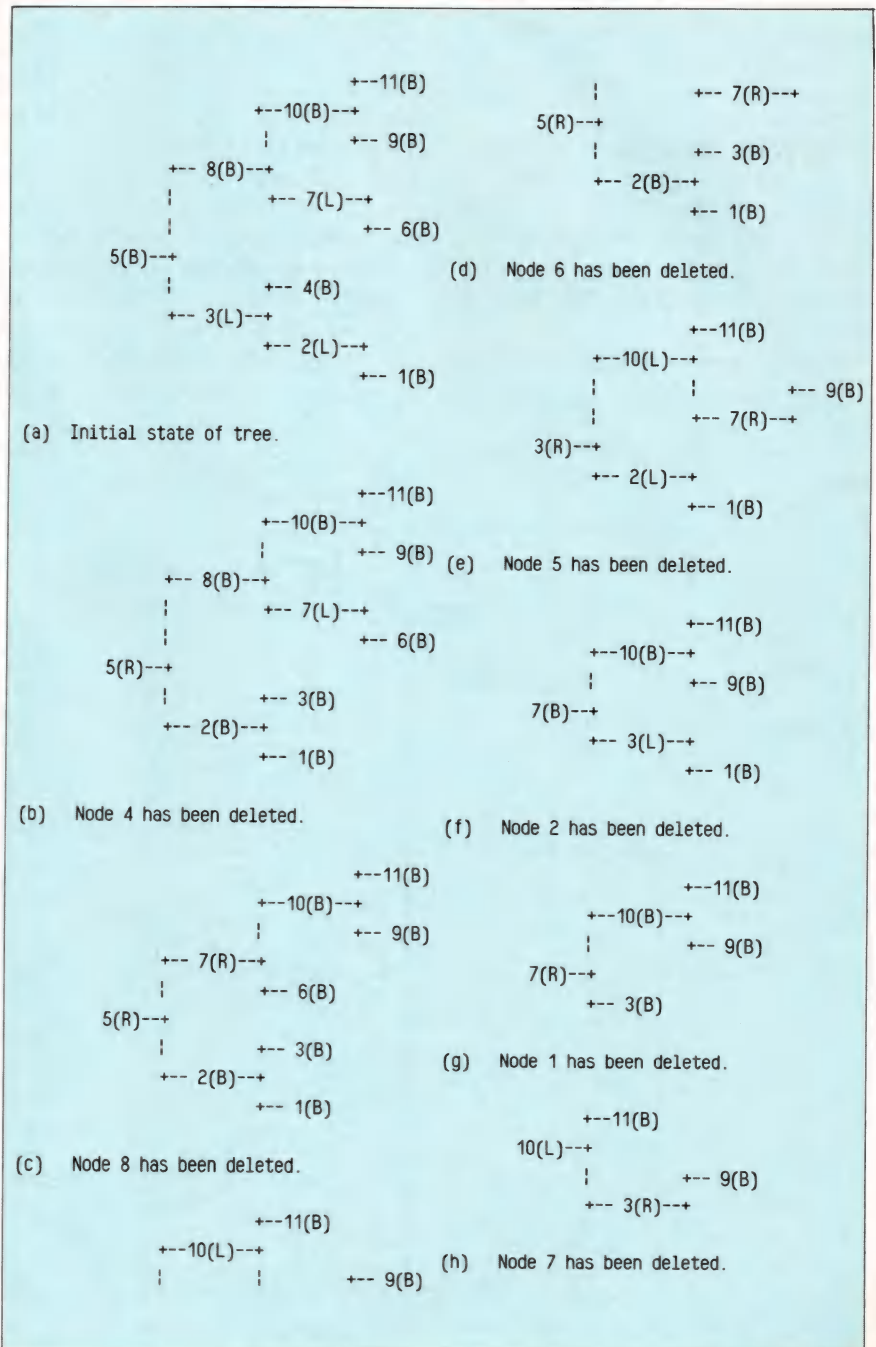 +--11(B)
+--10(B)--+
¦ +-- 9(B)
+-- 8(B)--+
¦ +-- 7(L)--+
¦ +-- 6(B)
5(B)--+
¦ +-- 4(B)
+-- 3(L)--+
+-- 2(L)--+
+-- 1(B)
(a) Initial state of tree.
+--11(B)
+--10(B)--+
¦ +-- 9(B)
+-- 8(B)--+
¦ +-- 7(L)--+
¦ +-- 6(B)
5(R)--+
¦ +-- 3(B)
+-- 2(B)--+
+-- 1(B)
(b) Node 4 has been deleted.
+--11(B)
+--10(B)--+
¦ +-- 9(B)
+-- 7(R)--+
¦ +-- 6(B)
5(R)--+
¦ +-- 3(B)
+-- 2(B)--+
+-- 1(B)
(c) Node 8 has been deleted.
+--11(B)
+--10(L)--+
¦ ¦ +-- 9(B)
¦ +-- 7(R)--+
5(R)--+
¦ +-- 3(B)
+-- 2(B)--+
+-- 1(B)
(d) Node 6 has been deleted.
+--11(B)
+--10(L)--+
¦ ¦ +-- 9(B)
¦ +-- 7(R)--+
3(R)--+
+-- 2(L)--+
+-- 1(B)
(e) Node 5 has been deleted.
+--11(B)
+--10(B)--+
¦ +-- 9(B)
7(B)--+
+-- 3(L)--+
+-- 1(B)
(f) Node 2 has been deleted.
+--11(B)
+--10(B)--+
¦ +-- 9(B)
7(R)--+
+-- 3(B)
(g) Node 1 has been deleted.
+--11(B)
10(L)--+
¦ +-- 9(B)
+-- 3(R)--+
(h) Node 7 has been deleted.